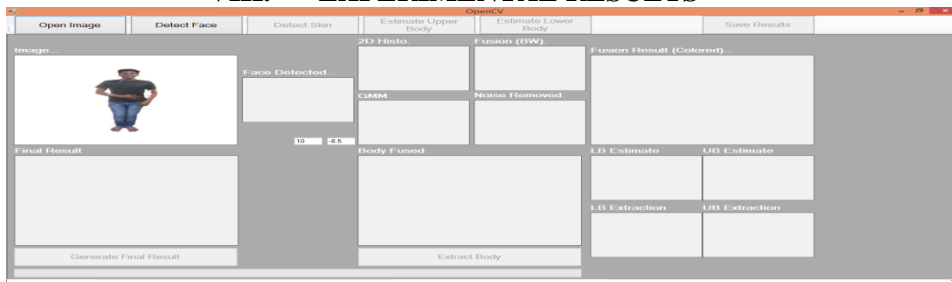 VIII. EXPERIMENTAL RESULTS
OpenCV
Open Image
Detect Face
Detect Skin
Estimate Upper
Body
Estimate Lower
Body
Save Results
Image...
Face Detected...
2D Histo.
Fusion (BW).
Fusion Result (Colored)...
GMM.
Noise Removed.
10
-8.5
Final Result
Body Fused
LB Estimate
UB Estimate
LB Extraction
UB Extraction
Generate Final Result
Extract Body